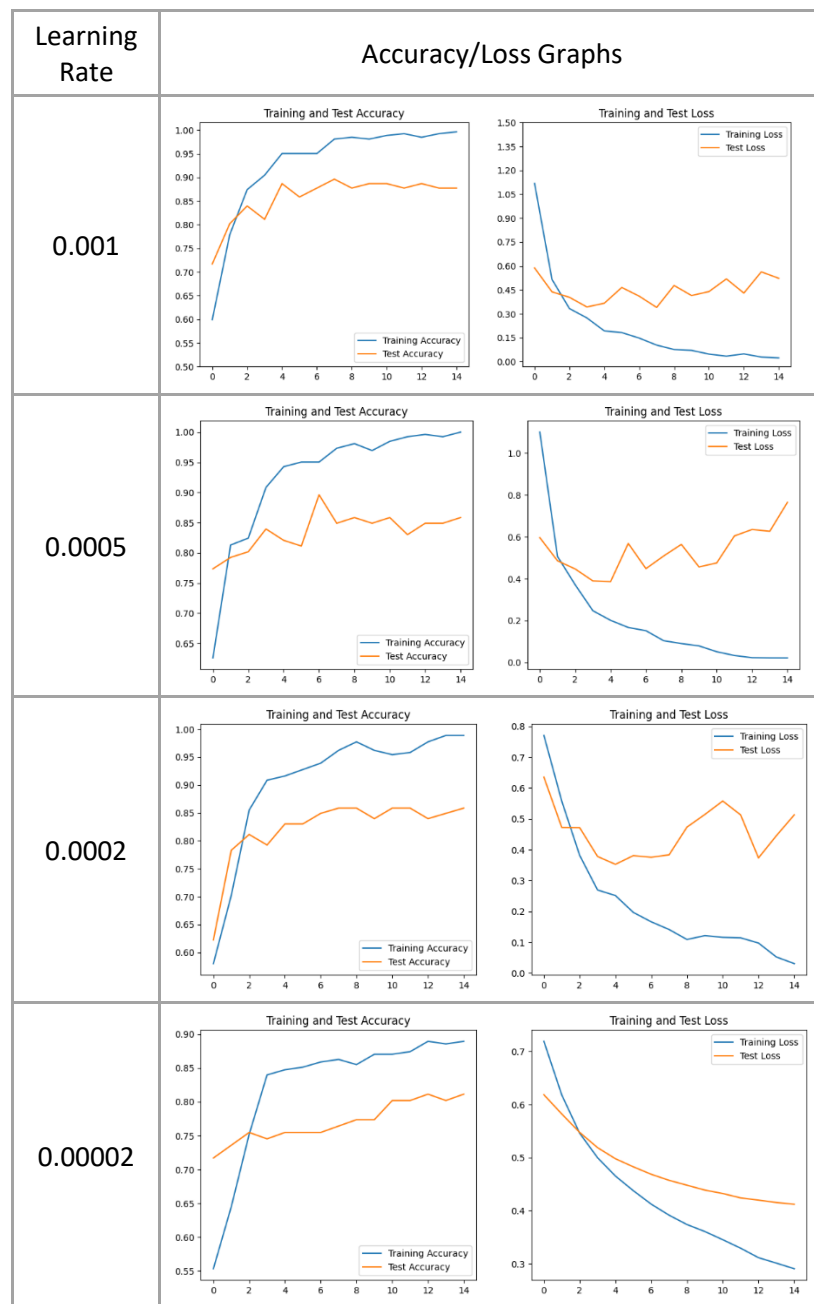 Learning
Rate
Accuracy/Loss Graphs
0.001
Training and Test Accuracy
1.00
0.95
0.90
0.85
0.80
0.75
0.70
0.65
0.60
0.55
0.50
Training Accuracy
Test Accuracy
0 2 4 6 8 10 12 14
Training and Test Loss
1.50
1.35
1.20
1.05
0.90
0.75
0.60
0.45
0.30
0.15
0.00
Training Loss
Test Loss
0 2 4 6 8 10 12 14
0.0005
Training and Test Accuracy
1.00
0.95
0.90
0.85
0.80
0.75
0.70
0.65
Training Accuracy
Test Accuracy
0 2 4 6 8 10 12 14
Training and Test Loss
1.0
0.8
0.6
0.4
0.2
0.0
Training Loss
Test Loss
0 2 4 6 8 10 12 14
0.0002
Training and Test Accuracy
1.00
0.95
0.90
0.85
0.80
0.75
0.70
0.65
0.60
Training Accuracy
Test Accuracy
0 2 4 6 8 10 12 14
Training and Test Loss
0.8
0.7
0.6
0.5
0.4
0.3
0.2
0.1
0.0
Training Loss
Test Loss
0 2 4 6 8 10 12 14
0.00002
Training and Test Accuracy
0.90
0.85
0.80
0.75
0.70
0.65
0.60
0.55
Training Accuracy
Test Accuracy
0 2 4 6 8 10 12 14
Training and Test Loss
0.7
0.6
0.5
0.4
0.3
Training Loss
Test Loss
0 2 4 6 8 10 12 14